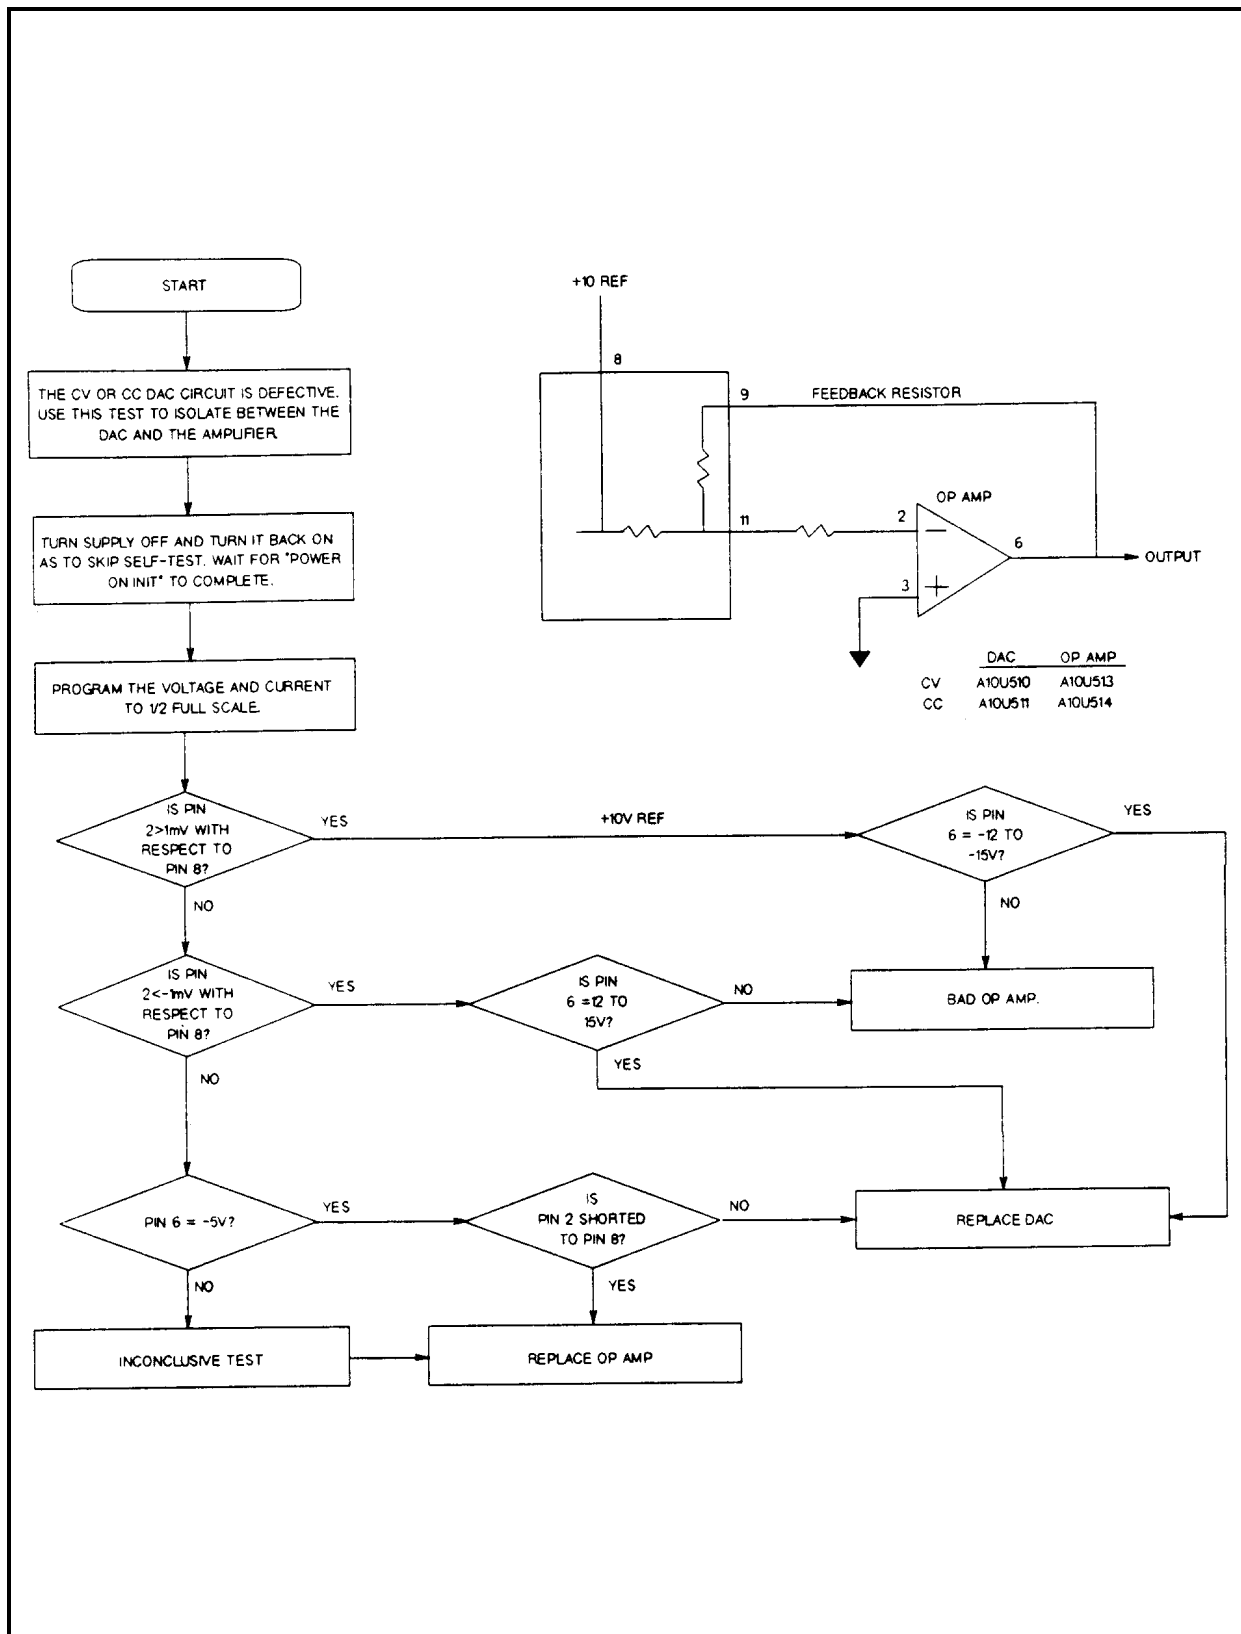 START
THE CV OR CC DAC CIRCUIT IS DEFECTIVE.
USE THIS TEST TO ISOLATE BETWEEN THE
DAC AND THE AMPLIFIER.
TURN SUPPLY OFF AND TURN IT BACK ON
AS TO SKIP SELF-TEST. WAIT FOR "POWER
ON INIT" TO COMPLETE.
PROGRAM THE VOLTAGE AND CURRENT
TO 1/2 FULL SCALE.
+10 REF
8
9
FEEDBACK RESISTOR
11
OP AMP
2
−
6
OUTPUT
3
+
DAC OP AMP
CV A10U510 A10U513
CC A10U511 A10U514
IS PIN
2>1mV WITH
RESPECT TO
PIN 8?
YES
+10V REF
IS PIN
6 = -12 TO
-15V?
YES
NO
NO
IS PIN
2<-1mV WITH
RESPECT TO
PIN 8?
YES
IS PIN
6 =12 TO
15V?
NO
BAD OP AMP.
YES
NO
PIN 6 = -5V?
YES
IS
PIN 2 SHORTED
TO PIN 8?
NO
REPLACE DAC
NO
YES
INCONCLUSIVE TEST
REPLACE OP AMP